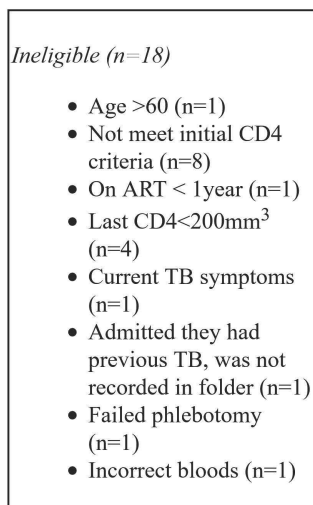 Ineligible (n=18)
• Age >60 (n=1)
• Not meet initial CD4
criteria (n=8)
• On ART < 1year (n=1)
• Last CD4<200mm³
(n=4)
• Current TB symptoms
(n=1)
• Admitted they had
previous TB, was not
recorded in folder (n=1)
• Failed phlebotomy
(n=1)
• Incorrect bloods (n=1)